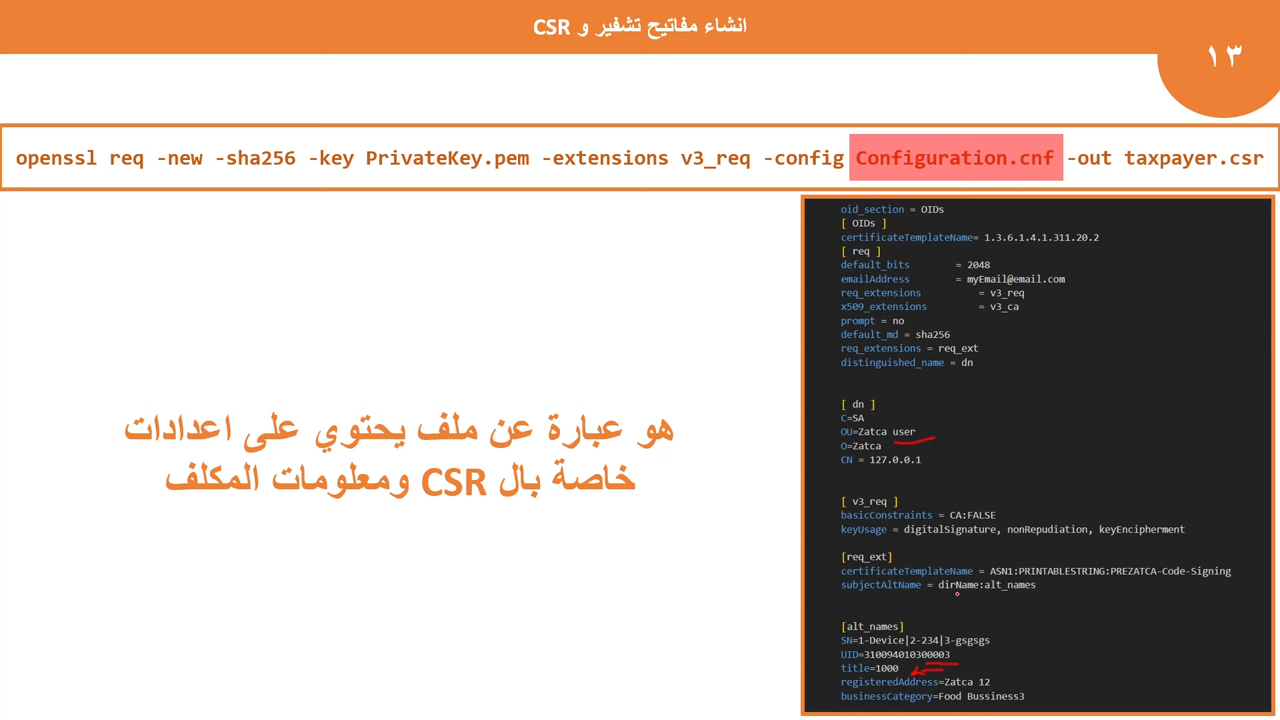 انشاء مفاتيح تشفير و CSR
١٣
openssl req -new -sha256 -key PrivateKey.pem -extensions v3_req -config Configuration.cnf -out taxpayer.csr
هو عبارة عن ملف يحتوي على اعدادات
خاصة بال CSR ومعلومات المكلف
oid_section = OIDs
[ OIDs ]
certificateTemplateName= 1.3.6.1.4.1.311.20.2
[ req ]
default_bits = 2048
emailAddress = myEmail@email.com
req_extensions = v3_req
x509_extensions = v3_ca
prompt = no
default_md = sha256
req_extensions = req_ext
distinguished_name = dn
[ dn ]
C=SA
OU=Zatca user
O=Zatca
CN = 127.0.0.1
[ v3_req ]
basicConstraints = CA:FALSE
keyUsage = digitalSignature, nonRepudiation, keyEncipherment
[req_ext]
certificateTemplateName = ASN1:PRINTABLESTRING:PREZATCA-Code-Signing
subjectAltName = dirName:alt_names
[alt_names]
SN=1-Device|2-234|3-gsgsgs
UID=310094010300003
title=1000
registeredAddress=Zatca 12
businessCategory=Food Bussiness3